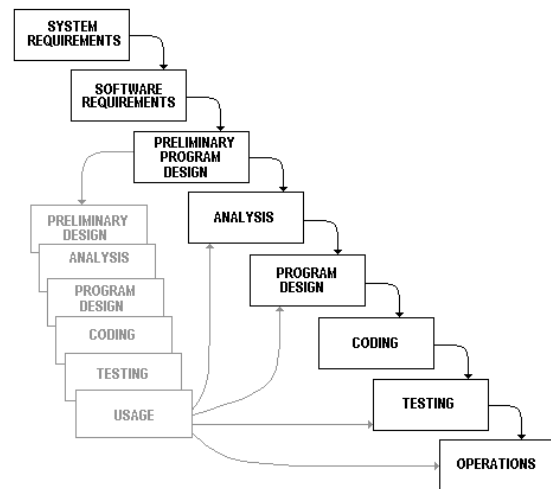 SYSTEM
REQUIREMENTS
SOFTWARE
REQUIREMENTS
PRELIMINARY
PROGRAM
DESIGN
ANALYSIS
PROGRAM
DESIGN
CODING
TESTING
OPERATIONS
PRELIMINARY
DESIGN
ANALYSIS
PROGRAM
DESIGN
CODING
TESTING
USAGE